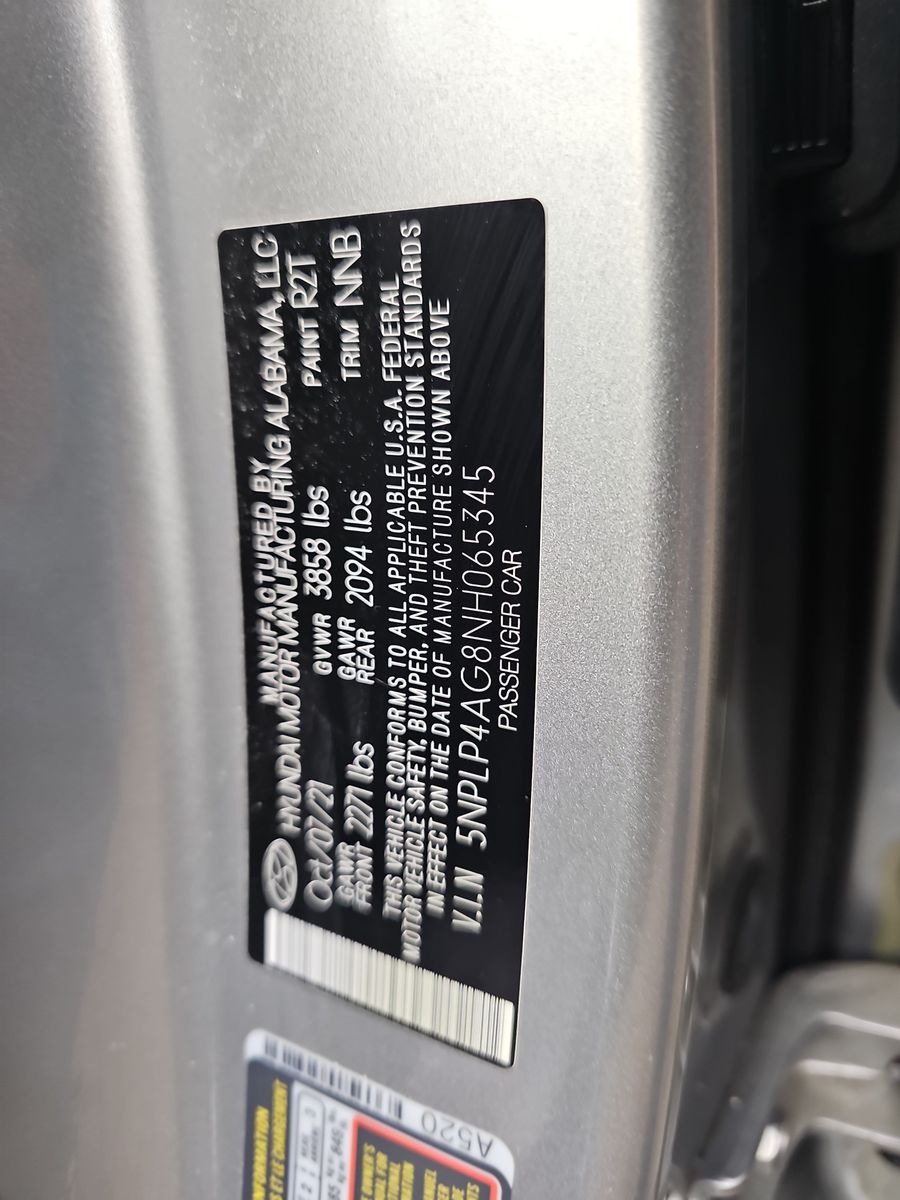 MANUFACTURED BY
HYUNDAI MOTOR MANUFACTURING ALABAMA, LLC
Oct/07/21 GVWR 3858 lbs PAINT R2T
GAWR FRONT 2271 lbs GAWR REAR 2094 lbs TRIM NNB
THIS VEHICLE CONFORMS TO ALL APPLICABLE U.S.A. FEDERAL
MOTOR VEHICLE SAFETY, BUMPER, AND THEFT PREVENTION STANDARDS
IN EFFECT ON THE DATE OF MANUFACTURE SHOWN ABOVE
V.I.N 5NPLP4AG8NH065345
PASSENGER CAR
A520